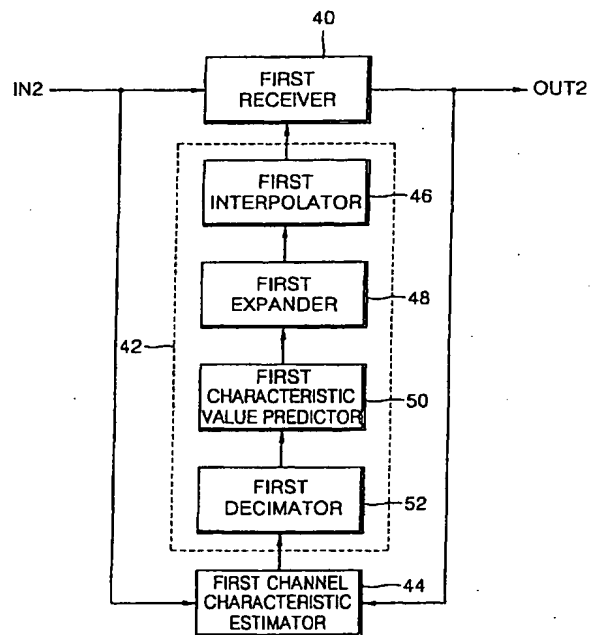 40
IN2
FIRST
RECEIVER
OUT2
FIRST
INTERPOLATOR
46
FIRST
EXPANDER
48
42
FIRST
CHARACTERISTIC
VALUE PREDICTOR
50
FIRST
DECIMATOR
52
FIRST CHANNEL
CHARACTERISTIC
ESTIMATOR
44